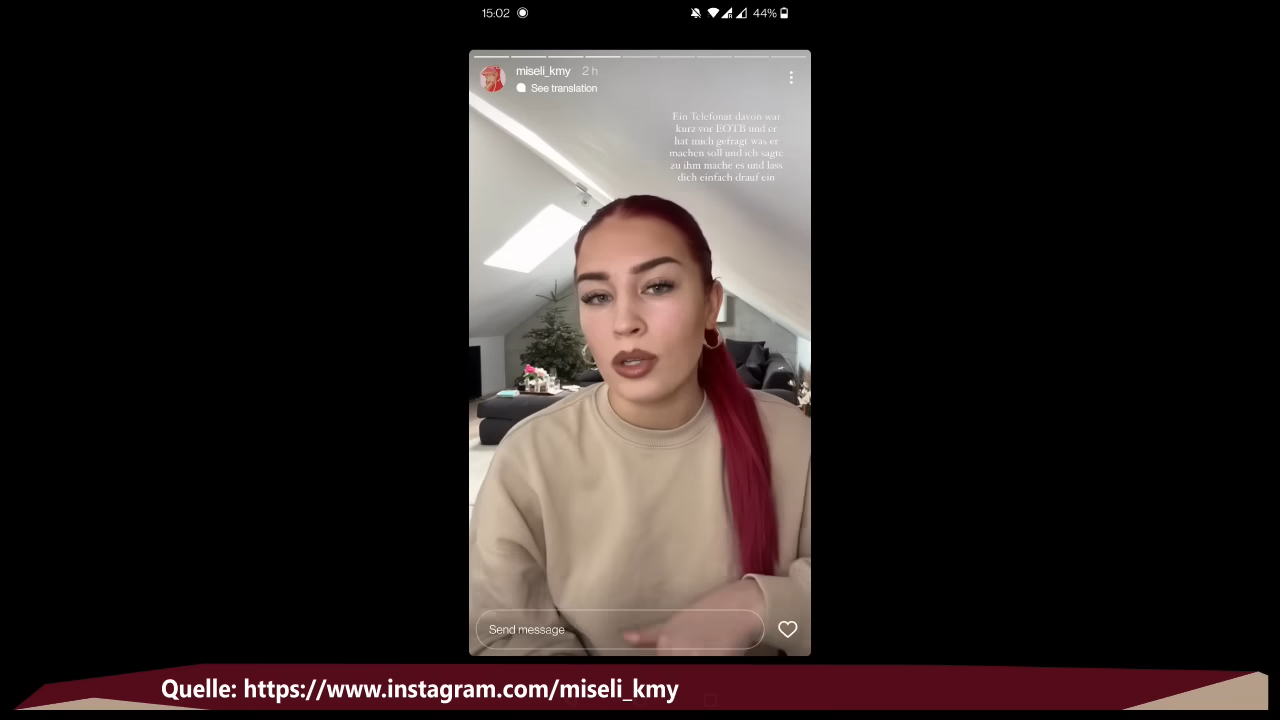 15:02
44%
miseli_kmy 2 h
See translation
Ein Telefonat davon war
kurz vor EOTB und er
hat mich gefragt was er
machen soll und ich sagte
zu ihm mache es und lass
dich einfach drauf ein
Send message
Quelle: https://www.instagram.com/miseli_kmy